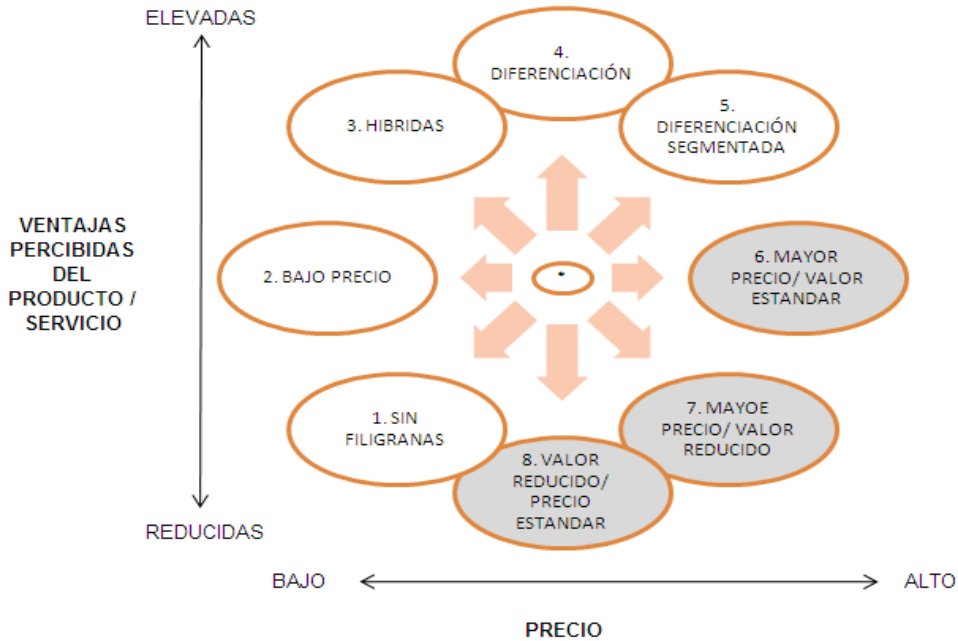 ELEVADAS
4.
DIFERENCIACIÓN
3. HIBRIDAS
5.
DIFERENCIACIÓN
SEGMENTADA
VENTAJAS
PERCIBIDAS
DEL
PRODUCTO /
SERVICIO
2. BAJO PRECIO
*
6. MAYOR
PRECIO/ VALOR
ESTANDAR
1. SIN
FILIGRANAS
7. MAYOE
PRECIO/ VALOR
REDUCIDO
8. VALOR
REDUCIDO/
PRECIO
ESTANDAR
REDUCIDAS
BAJO
ALTO
PRECIO